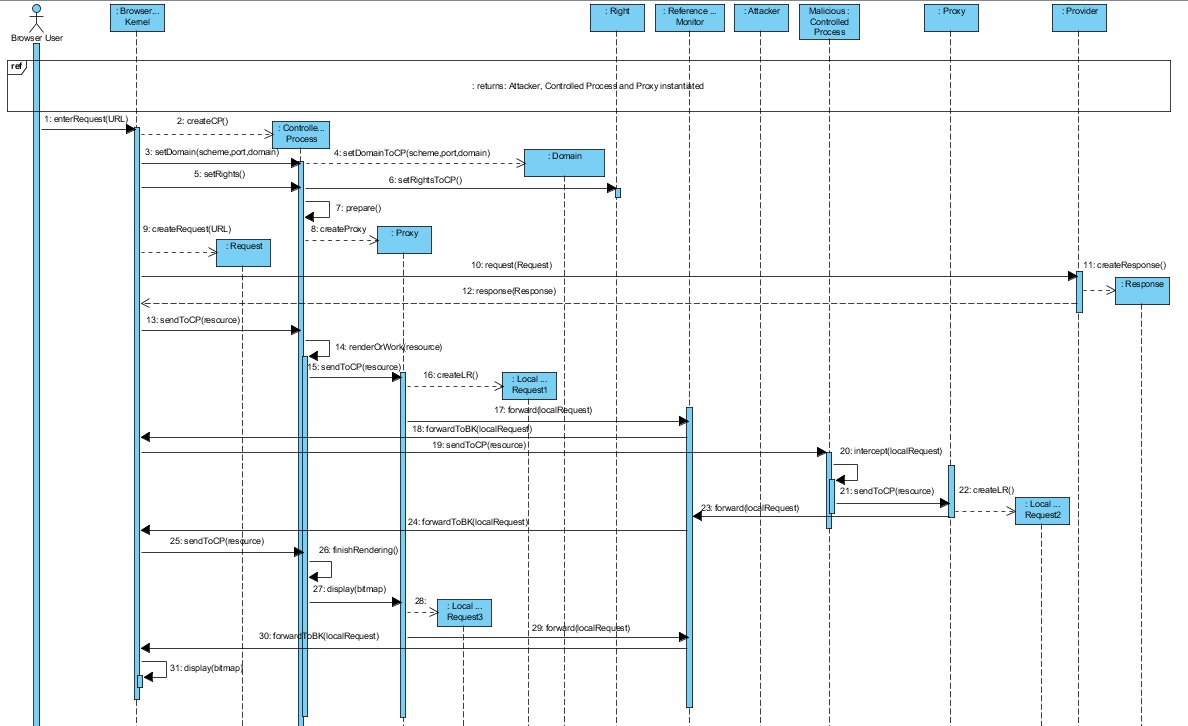 Browser User
: Browser...
Kernel
: Right
: Reference ...
Monitor
: Attacker
Malicious :
Controlled
Process
: Proxy
: Provider
ref
: returns: Attacker, Controlled Process and Proxy instantiated
1: enterRequest(URL)
2: createCP()
: Controlle...
Process
3: setDomain(scheme,port,domain)
4: setDomainToCP(scheme,port,domain)
: Domain
5: setRights()
6: setRightsToCP()
7: prepare()
8: createProxy
: Proxy
9: createRequest(URL)
: Request
10: request(Request)
11: createResponse()
: Response
12: response(Response)
13: sendToCP(resource)
14: renderOrWork(resource)
15: sendToCP(resource)
16: createLR()
: Local ...
Request1
17: forward(localRequest)
18: forwardToBK(localRequest)
19: sendToCP(resource)
20: intercept(localRequest)
21: sendToCP(resource)
22: createLR()
: Local ...
Request2
23: forward(localRequest)
24: forwardToBK(localRequest)
25: sendToCP(resource)
26: finishRendering()
27: display(bitmap)
28:
: Local ...
Request3
29: forward(localRequest)
30: forwardToBK(localRequest)
31: display(bitmap)